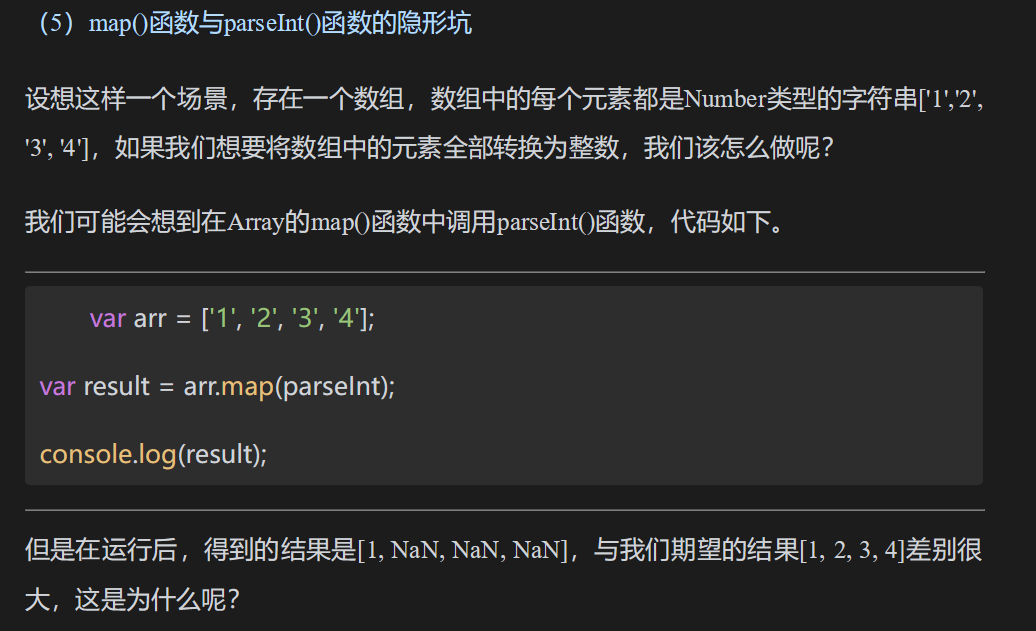 （5）map()函数与parseInt()函数的隐形坑
设想这样一个场景，存在一个数组，数组中的每个元素都是Number类型的字符串['1','2',
'3', '4']，如果我们想要将数组中的元素全部转换为整数，我们该怎么做呢？
我们可能会想到在Array的map()函数中调用parseInt()函数，代码如下。
var arr = ['1', '2', '3', '4'];
var result = arr.map(parseInt);
console.log(result);
但是在运行后，得到的结果是[1, NaN, NaN, NaN]，与我们期望的结果[1, 2, 3, 4]差别很
大，这是为什么呢？